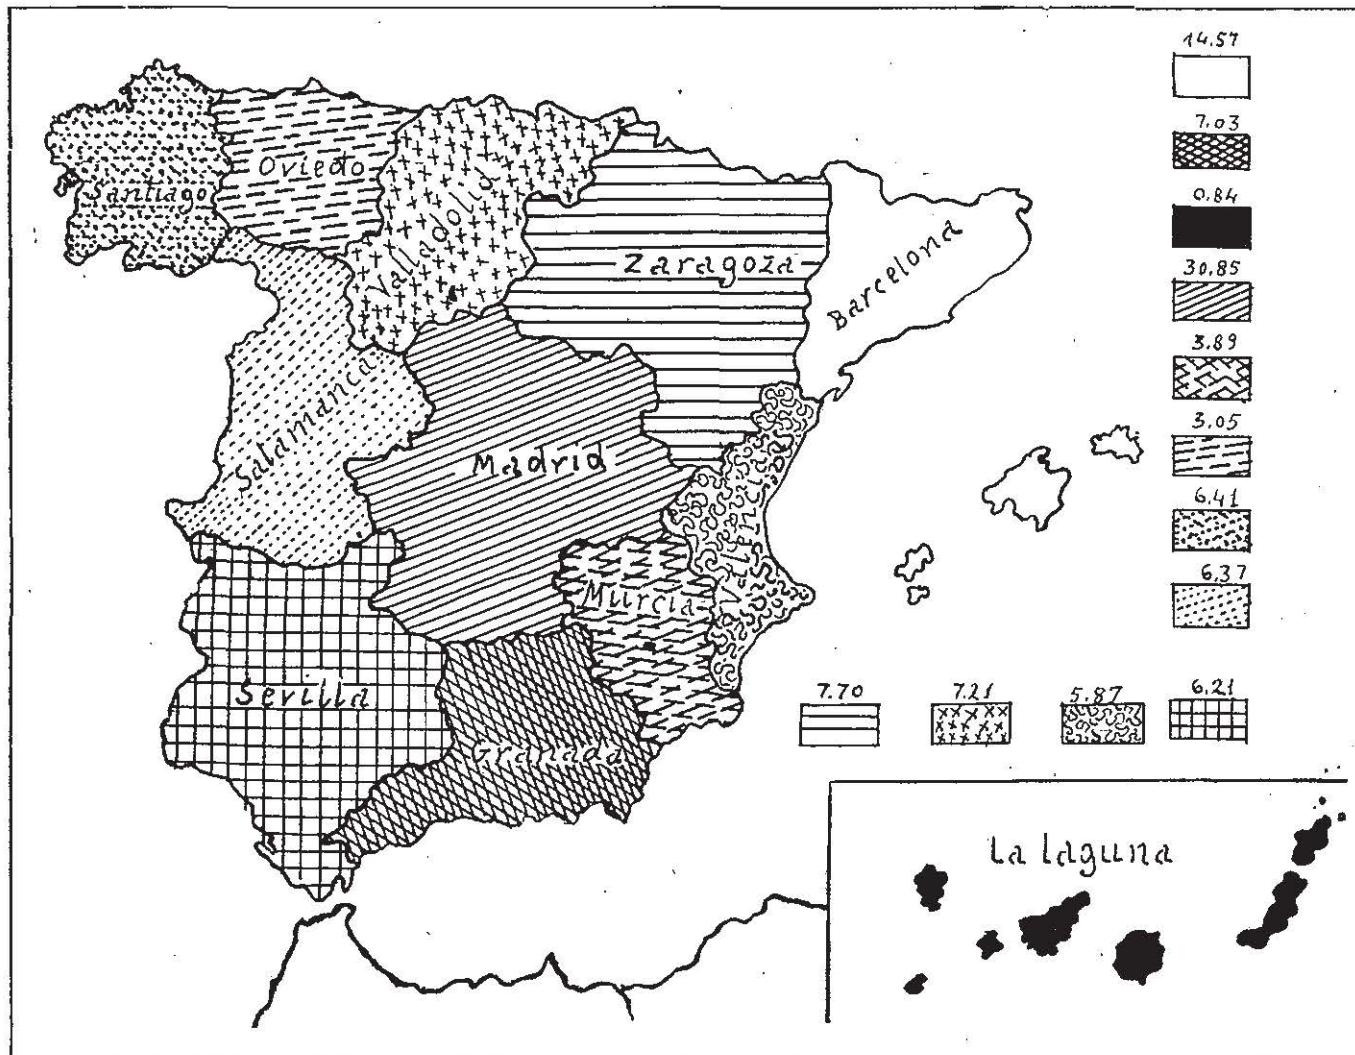 14.57
7.03
0.84
30.85
3.89
3.05
6.41
6.37
Santiago
Oviedo
Valladolid
Zaragoza
Barcelona
Salamanca
Madrid
Valencia
Murcia
Sevilla
Granada
7.70 7.21 5.87 6.21
La Laguna